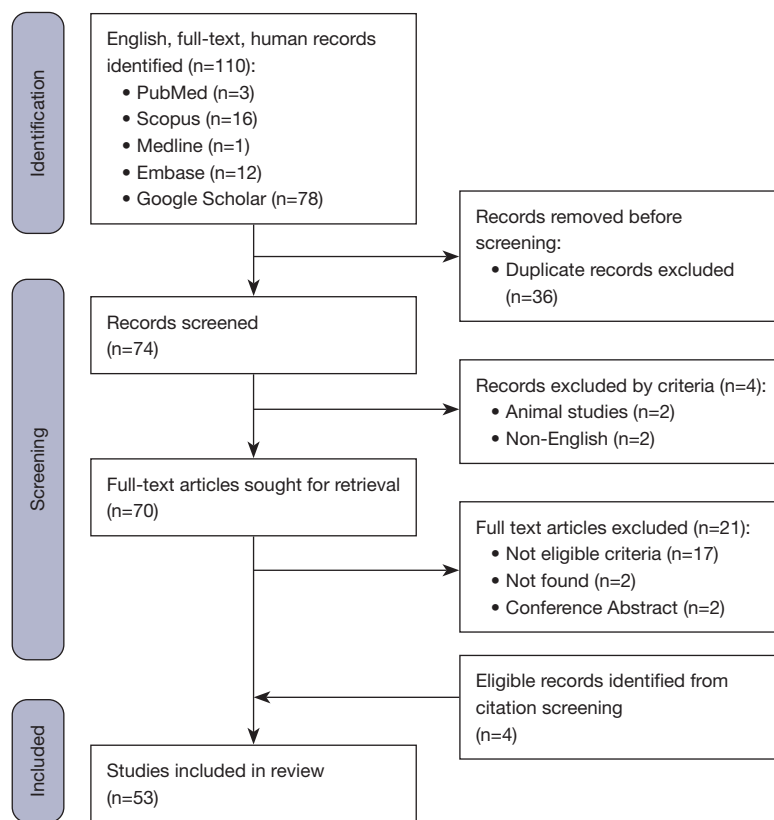 Identification
English, full-text, human records
identified (n=110):
• PubMed (n=3)
• Scopus (n=16)
• Medline (n=1)
• Embase (n=12)
• Google Scholar (n=78)
Records removed before
screening:
• Duplicate records excluded
(n=36)
Screening
Records screened
(n=74)
Records excluded by criteria (n=4):
• Animal studies (n=2)
• Non-English (n=2)
Full-text articles sought for retrieval
(n=70)
Full text articles excluded (n=21):
• Not eligible criteria (n=17)
• Not found (n=2)
• Conference Abstract (n=2)
Eligible records identified from
citation screening
(n=4)
Included
Studies included in review
(n=53)